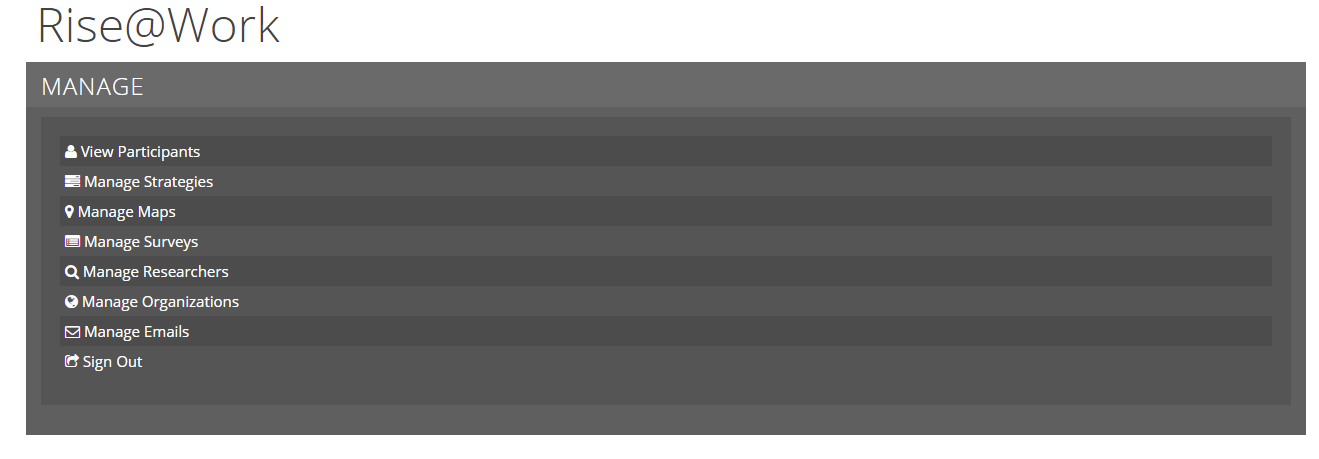 Rise@Work
MANAGE
View Participants
Manage Strategies
Manage Maps
Manage Surveys
Manage Researchers
Manage Organizations
Manage Emails
Sign Out